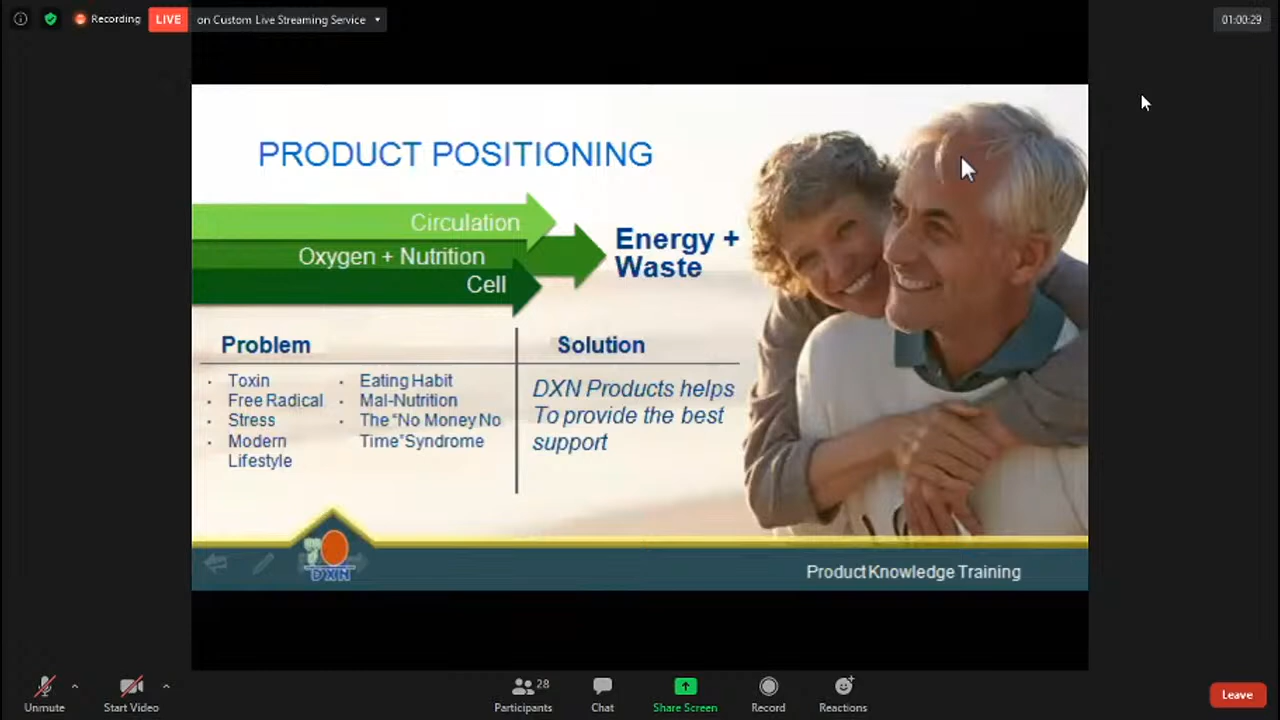 Recording
LIVE
on Custom Live Streaming Service
01:00:29
PRODUCT POSITIONING
Circulation
Oxygen + Nutrition
Cell
Energy +
Waste
Problem
Toxin
Free Radical
Stress
Modern
Lifestyle
Eating Habit
Mal-Nutrition
The "No Money No
Time"Syndrome
Solution
DXN Products helps
To provide the best
support
DXN
Product Knowledge Training
Unmute
Start Video
28
Participants
Chat
Share Screen
Record
Reactions
Leave